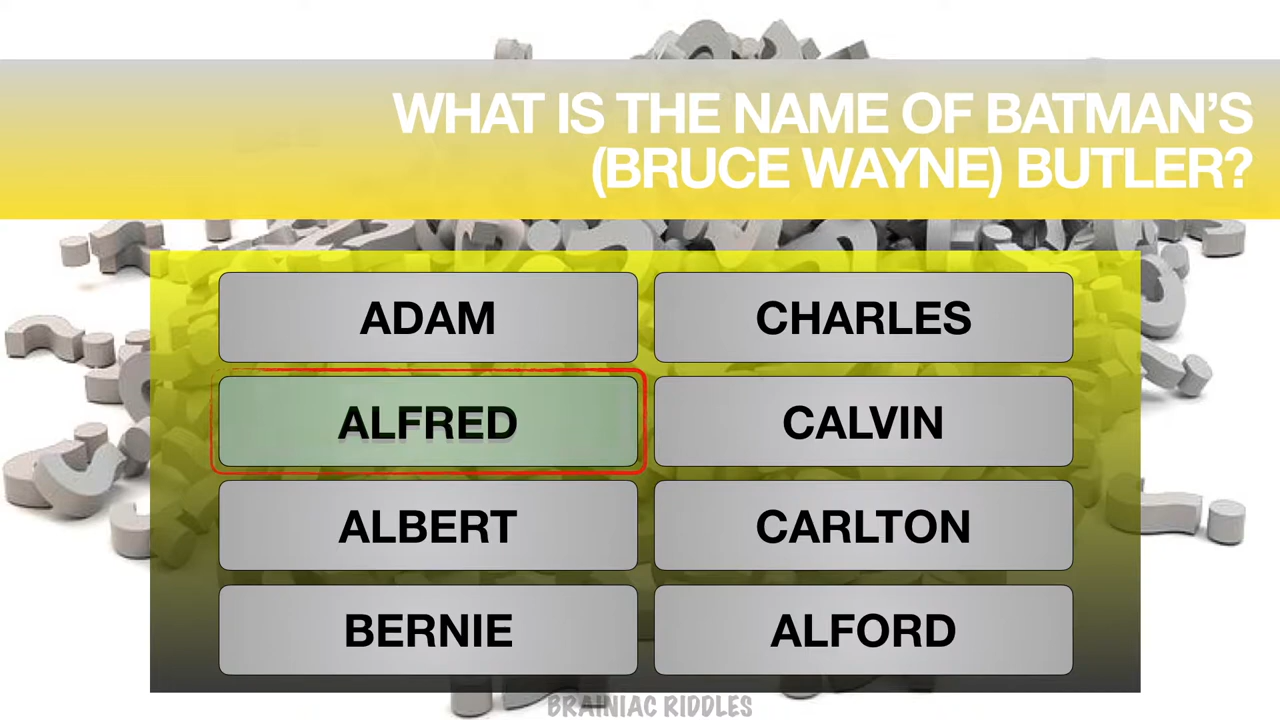 WHAT IS THE NAME OF BATMAN’S
(BRUCE WAYNE) BUTLER?
ADAM
CHARLES
ALFRED
CALVIN
ALBERT
CARLTON
BERNIE
ALFORD
BRAINIAC RIDDLES